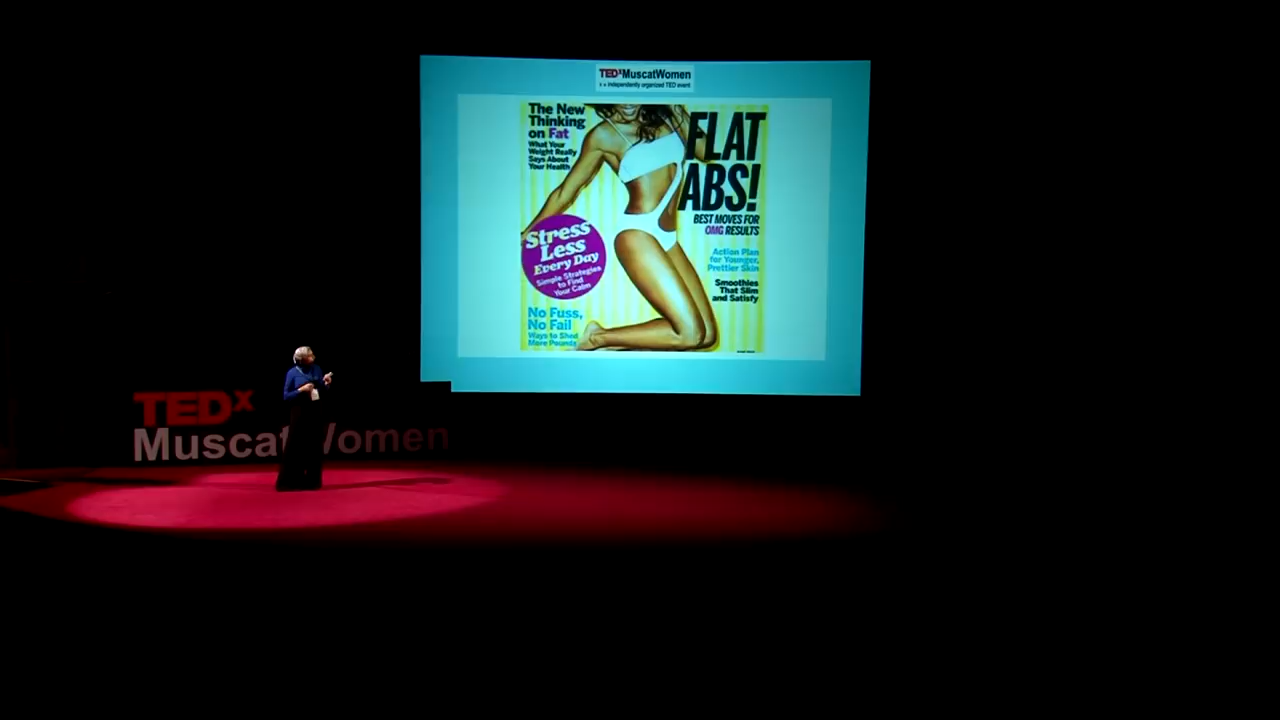 TEDxMuscatWomen
x = independently organized TED event
The New
Thinking
on Fat
What Your
Weight Really
Says About
Your Health
FLAT
ABS!
BEST MOVES FOR
OMG RESULTS
Stress
Less
Every Day
Simple Strategies
to Find
Your Calm
Action Plan
for Younger,
Prettier Skin
Smoothies
That Slim
and Satisfy
No Fuss,
No Fail
Ways to Shed
More Pounds
TEDx
Muscat Women